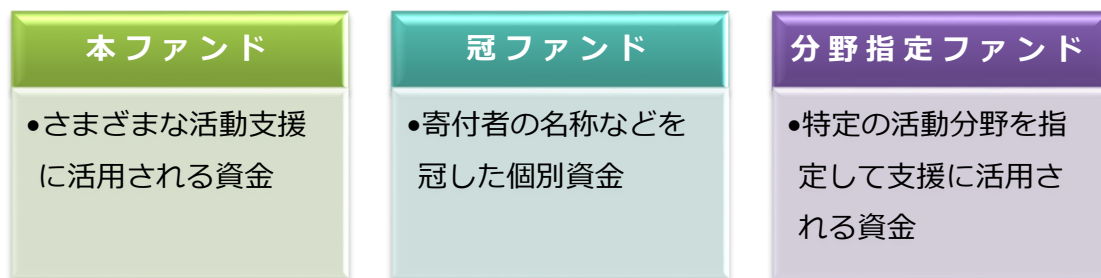 本ファンド
•さまざまな活動支援
に活用される資金
冠ファンド
•寄付者の名称などを
冠した個別資金
分野指定ファンド
•特定の活動分野を指
定して支援に活用さ
れる資金